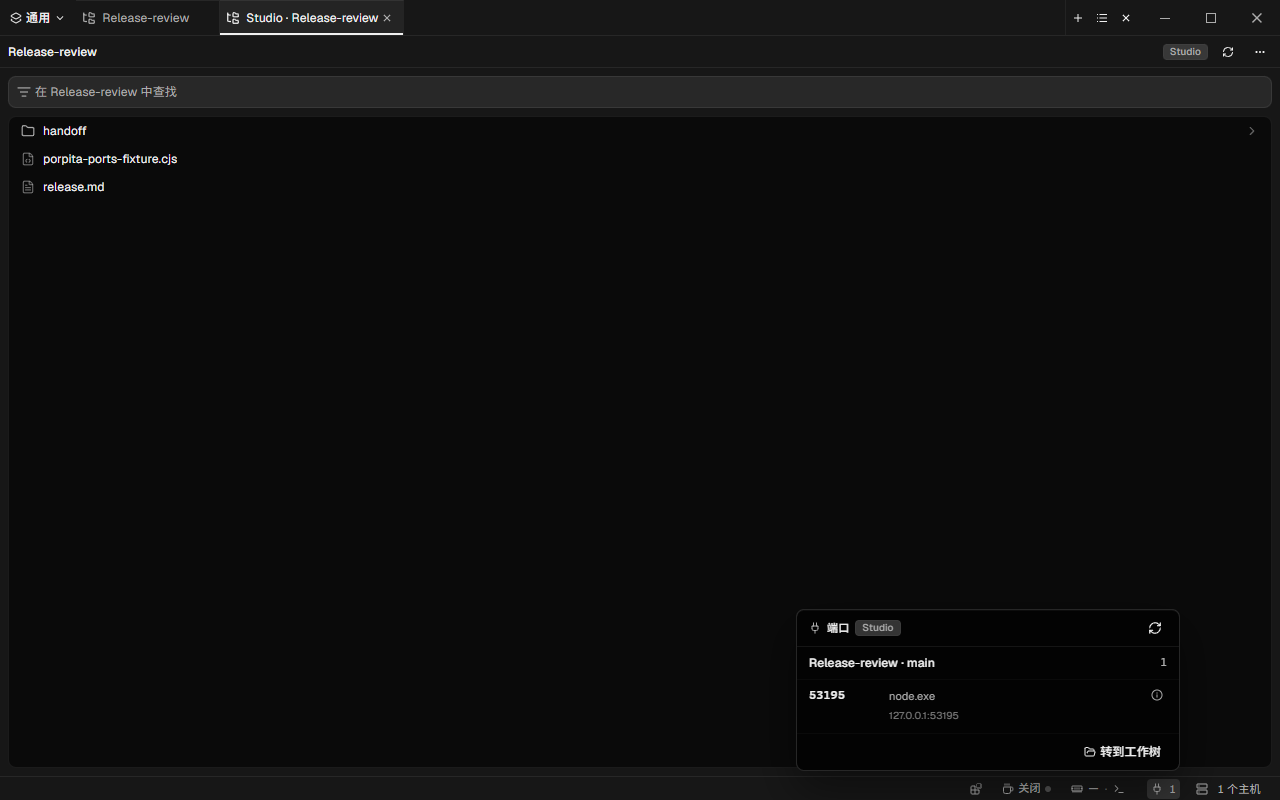 通用
Release-review
Studio · Release-review
Release-review
Studio
在 Release-review 中查找
handoff
porpita-ports-fixture.cjs
release.md
端口
Studio
Release-review · main
1
53195
node.exe
127.0.0.1:53195
转到工作树
关闭
1
1 个主机